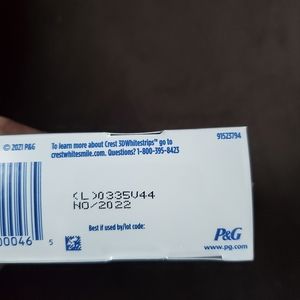 © 2021 P&G
To learn more about Crest 3DWhitestrips™ go to
crestwhitesmile.com. Questions? 1-800-395-8423
91523794
(L)0335V44
NO/2022
00046 5
Best if used by/lot code:
P&G
www.pg.com